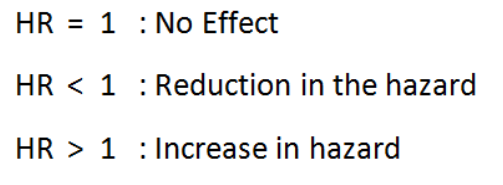 HR = 1 : No Effect
HR < 1 : Reduction in the hazard
HR > 1 : Increase in hazard